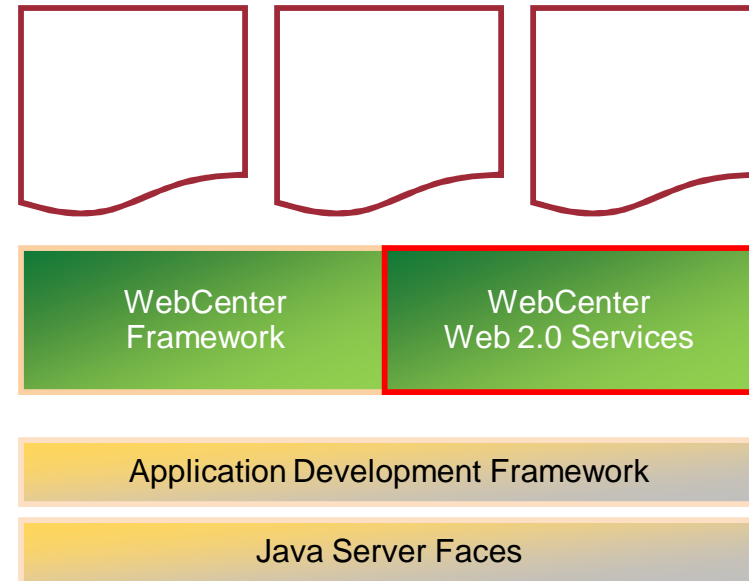 WebCenter
Framework
WebCenter
Web 2.0 Services
Application Development Framework
Java Server Faces